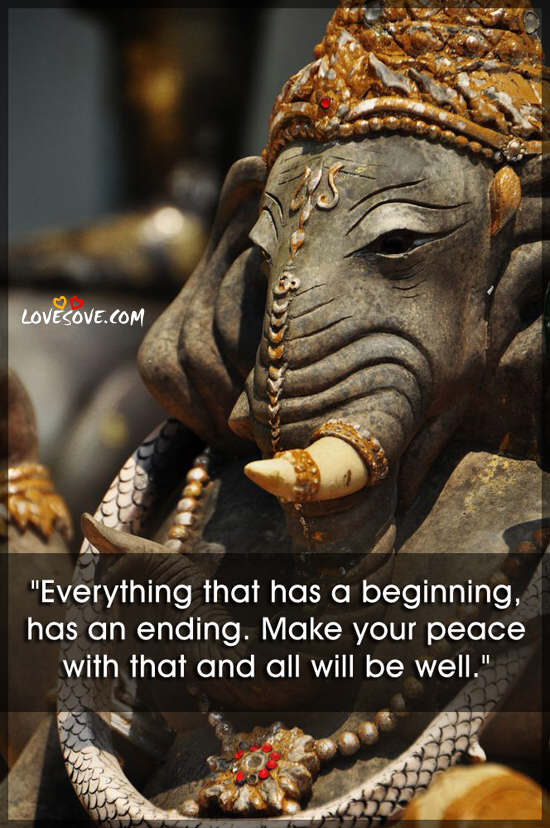 LOVESOVE.COM
"Everything that has a beginning,
has an ending. Make your peace
with that and all will be well."